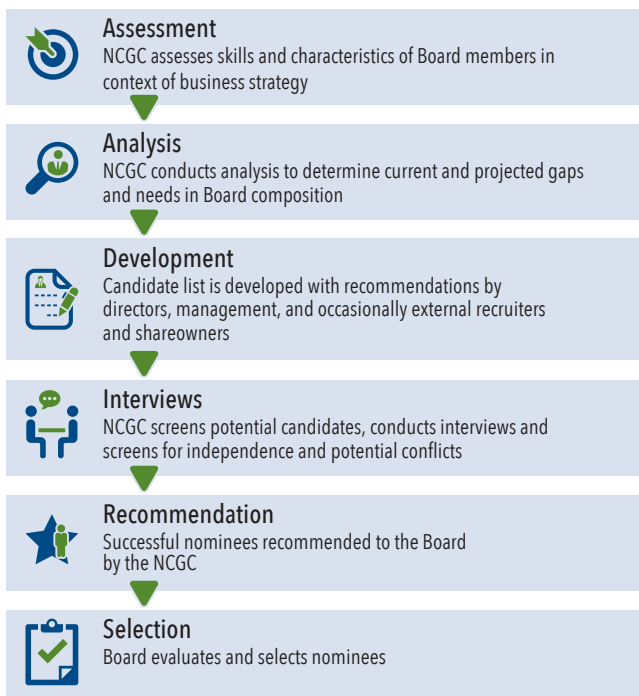 Assessment
NCGC assesses skills and characteristics of Board members in
context of business strategy
Analysis
NCGC conducts analysis to determine current and projected gaps
and needs in Board composition
Development
Candidate list is developed with recommendations by
directors, management, and occasionally external recruiters
and shareowners
Interviews
NCGC screens potential candidates, conducts interviews and
screens for independence and potential conflicts
Recommendation
Successful nominees recommended to the Board
by the NCGC
Selection
Board evaluates and selects nominees